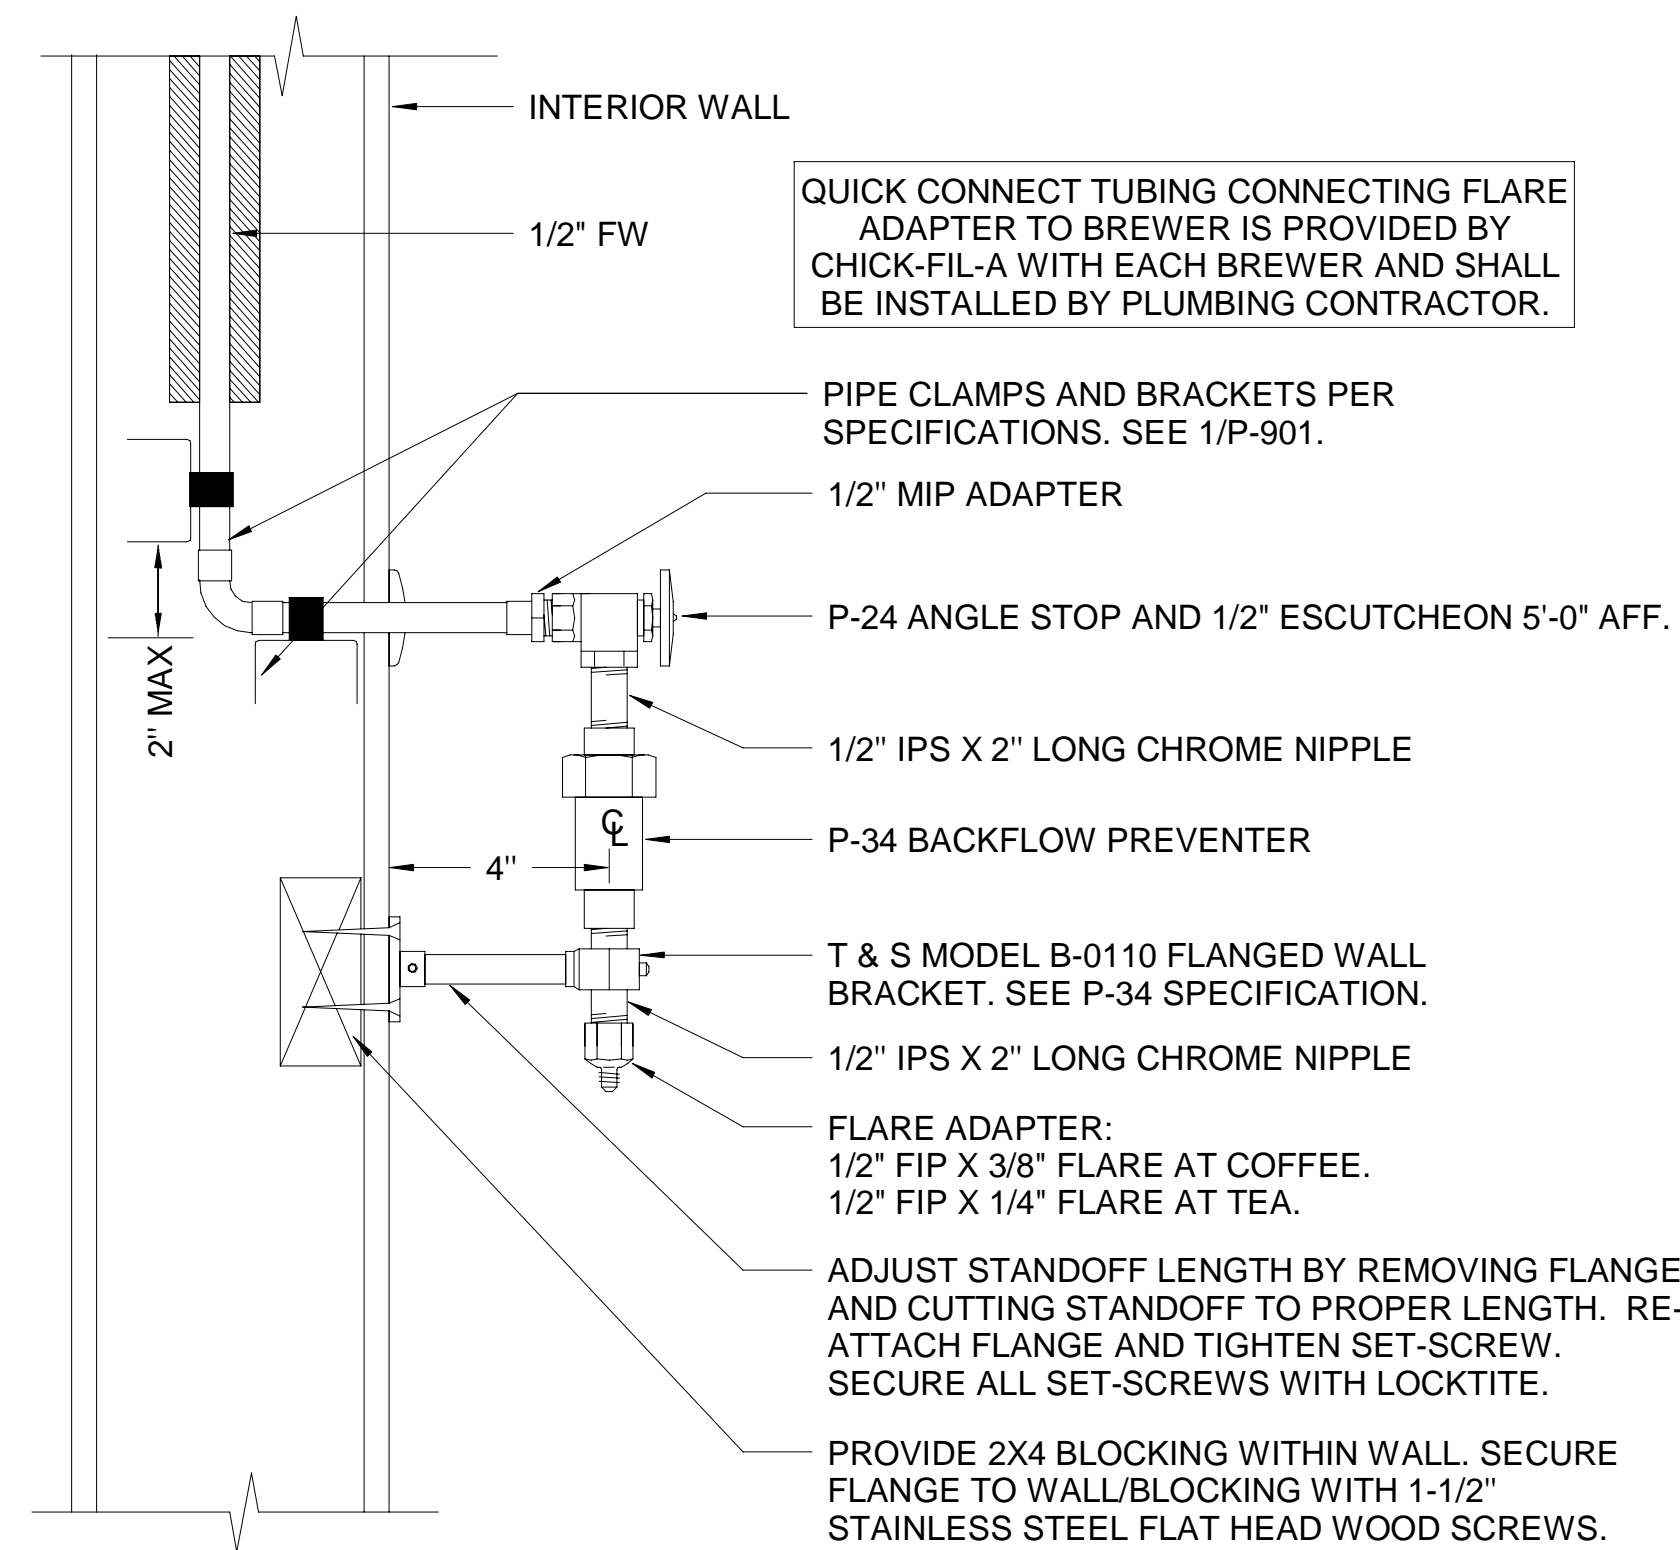 INTERIOR WALL
1/2" FW
QUICK CONNECT TUBING CONNECTING FLARE
ADAPTER TO BREWER IS PROVIDED BY
CHICK-FIL-A WITH EACH BREWER AND SHALL
BE INSTALLED BY PLUMBING CONTRACTOR.
PIPE CLAMPS AND BRACKETS PER
SPECIFICATIONS. SEE 1/P-901.
1/2" MIP ADAPTER
P-24 ANGLE STOP AND 1/2" ESCUTCHEON 5'-0" AFF.
2" MAX
1/2" IPS X 2" LONG CHROME NIPPLE
CL
P-34 BACKFLOW PREVENTER
4"
T & S MODEL B-0110 FLANGED WALL
BRACKET. SEE P-34 SPECIFICATION.
1/2" IPS X 2" LONG CHROME NIPPLE
FLARE ADAPTER:
1/2" FIP X 3/8" FLARE AT COFFEE.
1/2" FIP X 1/4" FLARE AT TEA.
ADJUST STANDOFF LENGTH BY REMOVING FLANGE
AND CUTTING STANDOFF TO PROPER LENGTH.  RE-
ATTACH FLANGE AND TIGHTEN SET-SCREW.
SECURE ALL SET-SCREWS WITH LOCKTITE.
PROVIDE 2X4 BLOCKING WITHIN WALL. SECURE
FLANGE TO WALL/BLOCKING WITH 1-1/2"
STAINLESS STEEL FLAT HEAD WOOD SCREWS.